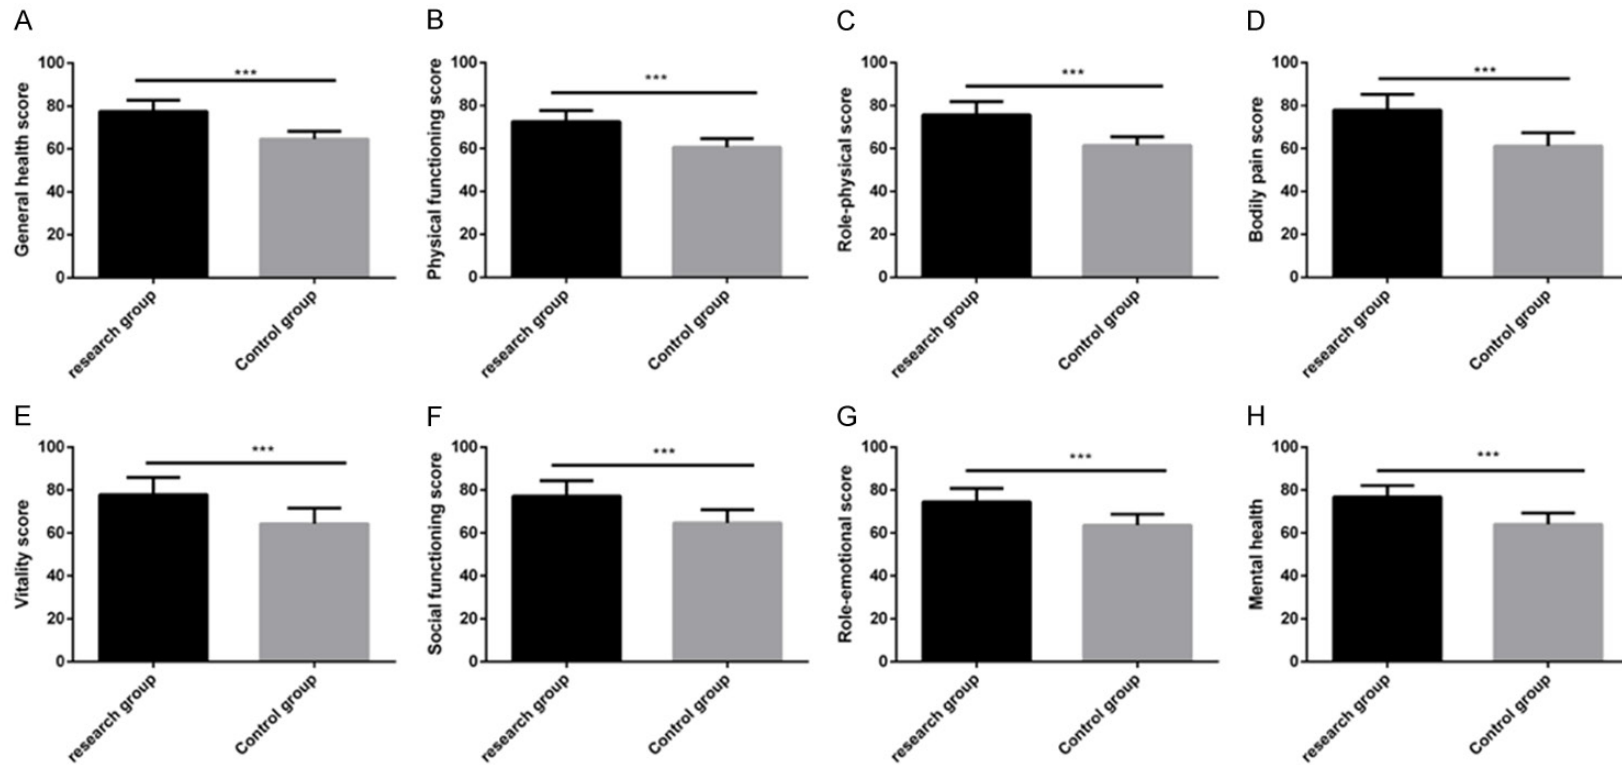 A
General health score
100
80
60
40
20
0
***
research group
Control group
B
Physical functioning score
100
80
60
40
20
0
***
research group
Control group
C
Role-physical score
100
80
60
40
20
0
***
research group
Control group
D
Bodily pain score
100
80
60
40
20
0
***
research group
Control group
E
Vitality score
100
80
60
40
20
0
***
research group
Control group
F
Social functioning score
100
80
60
40
20
0
***
research group
Control group
G
Role-emotional score
100
80
60
40
20
0
***
research group
Control group
H
Mental health
100
80
60
40
20
0
***
research group
Control group